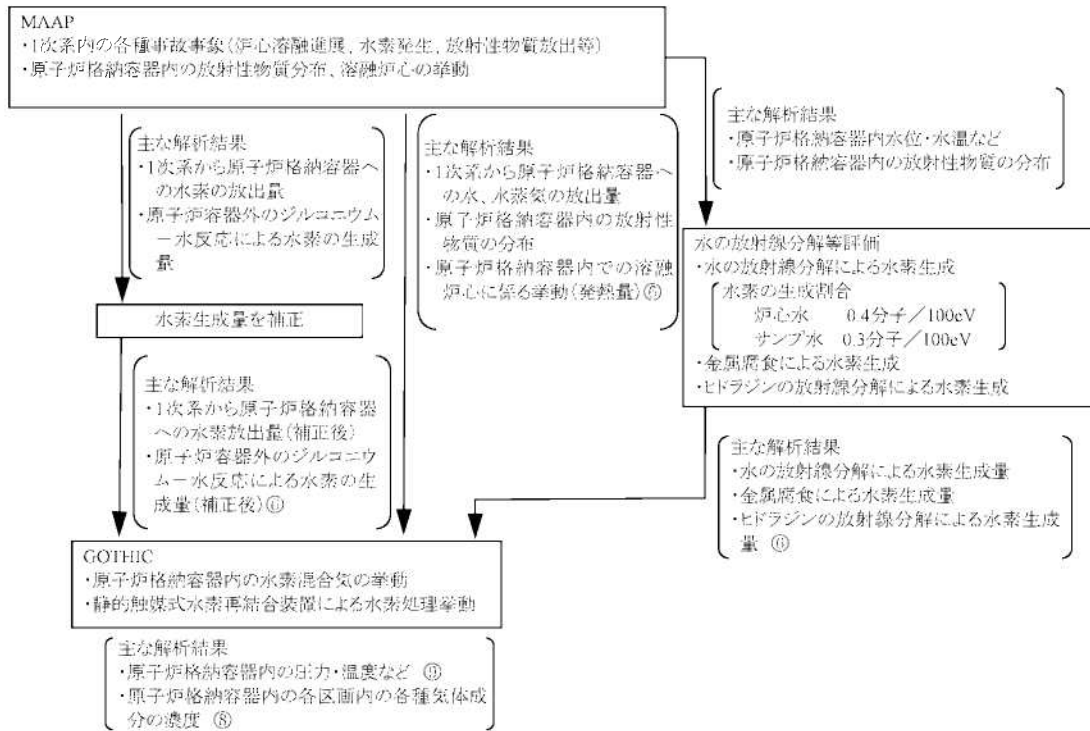 MAAP
・1次系内の各種事故事象(炉心溶融進展、水素発生、放射性物質放出等)
・原子炉格納容器内の放射性物質分布、溶融炉心の挙動
主な解析結果
・1次系から原子炉格納容器への水素の放出量
・原子炉容器外のジルコニウム
－水反応による水素の生成
量
主な解析結果
・1次系から原子炉格納容器へ
の水、水蒸気の放出量
・原子炉格納容器内の放射性
物質の分布
・原子炉格納容器内での溶融
炉心に係る挙動(発熱量)
主な解析結果
・原子炉格納容器内水位・水温など
・原子炉格納容器内の放射性物質の分布
水素生成量を補正
水の放射線分解等評価
・水の放射線分解による水素生成
水素の生成割合
炉心水 0.4分子／100eV
サンプ水 0.3分子／100eV
・金属腐食による水素生成
・ヒドラジンの放射線分解による水素生成
主な解析結果
・1次系から原子炉格納容器
への水素放出量(補正後)
・原子炉容器外のジルコニウ
ム－水反応による水素の生
成量(補正後)⑥
主な解析結果
・水の放射線分解による水素生成量
・金属腐食による水素生成量
・ヒドラジンの放射線分解による水素生成
量 ⑥
GOTHIC
・原子炉格納容器内の水素混合気の挙動
・静的触媒式水素再結合装置による水素処理挙動
主な解析結果
・原子炉格納容器内の圧力・温度など ⑨
・原子炉格納容器内の各区画内の各種気体成
分の濃度 ⑧